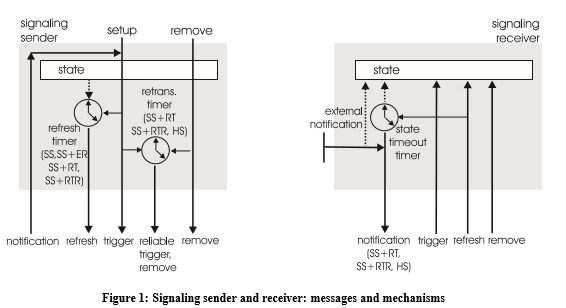 signaling
sender
setup
remove
state
retrans.
timer
(SS+RT
SS+RTR, HS)
refresh
timer
(SS,SS+ER
SS+RT,
SS+RTR)
notification
refresh
trigger
reliable
trigger,
remove
remove
signaling
receiver
state
external
notification
state
timeout
timer
notification
(SS+RT,
SS+RTR, HS)
trigger
refresh
remove
Figure 1: Signaling sender and receiver: messages and mechanisms